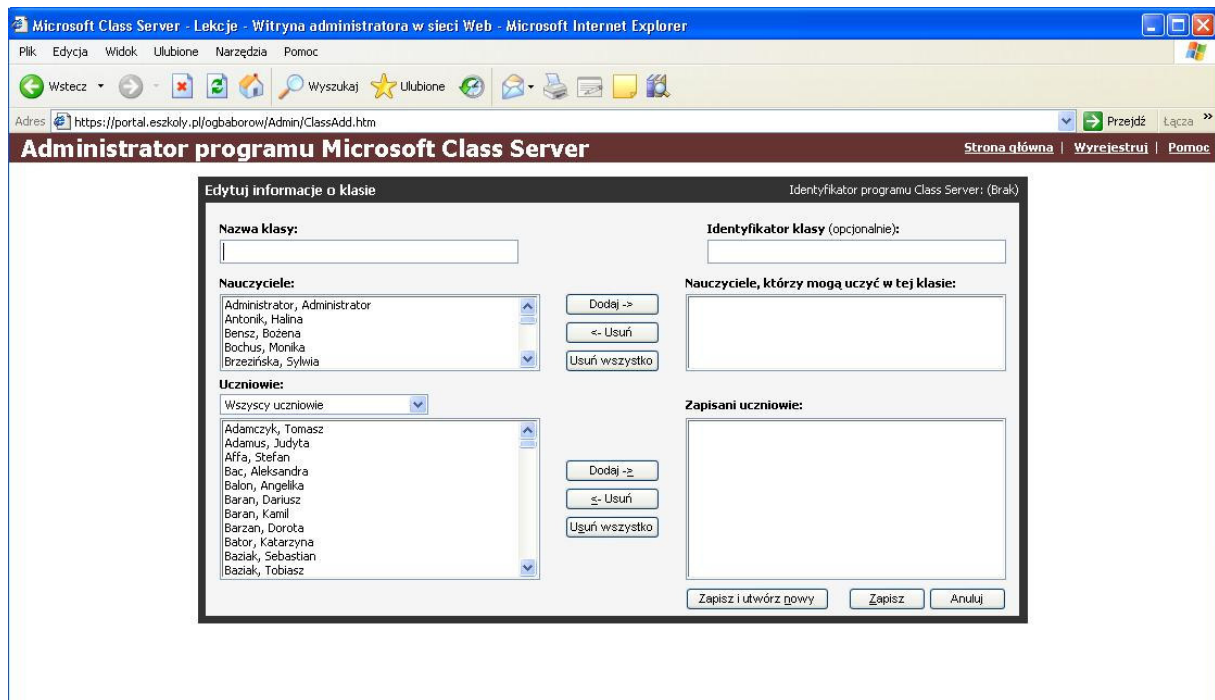 Microsoft Class Server - Lekcje - Witryna administratora w sieci Web - Microsoft Internet Explorer
Plik Edycja Widok Ulubione Narzędzia Pomoc
Wstecz Wyszukaj Ulubione
Adres https://portal.eszkoly.pl/ogbaborow/Admin/ClassAdd.htm Przejdź Łącza »
Administrator programu Microsoft Class Server Strona główna | Wyrejestruj | Pomoc
Edytuj informacje o klasie Identyfikator programu Class Server: (Brak)
Nazwa klasy: Identyfikator klasy (opcjonalnie):
Nauczyciele: Nauczyciele, którzy mogą uczyć w tej klasie:
Administrator, Administrator
Antonik, Halina
Bensz, Bożena
Bochus, Monika
Brzezińska, Sylwia
Dodaj ->
<- Usuń
Usuń wszystko
Uczniowie:
Wszyscy uczniowie Zapisani uczniowie:
Adamczyk, Tomasz
Adamus, Judyta
Affa, Stefan
Bac, Aleksandra
Balon, Angelika
Baran, Dariusz
Baran, Kamil
Barzan, Dorota
Bator, Katarzyna
Baziak, Sebastian
Baziak, Tobiasz
Dodaj ->
<- Usuń
Usuń wszystko
Zapisz i utwórz nowy Zapisz Anuluj